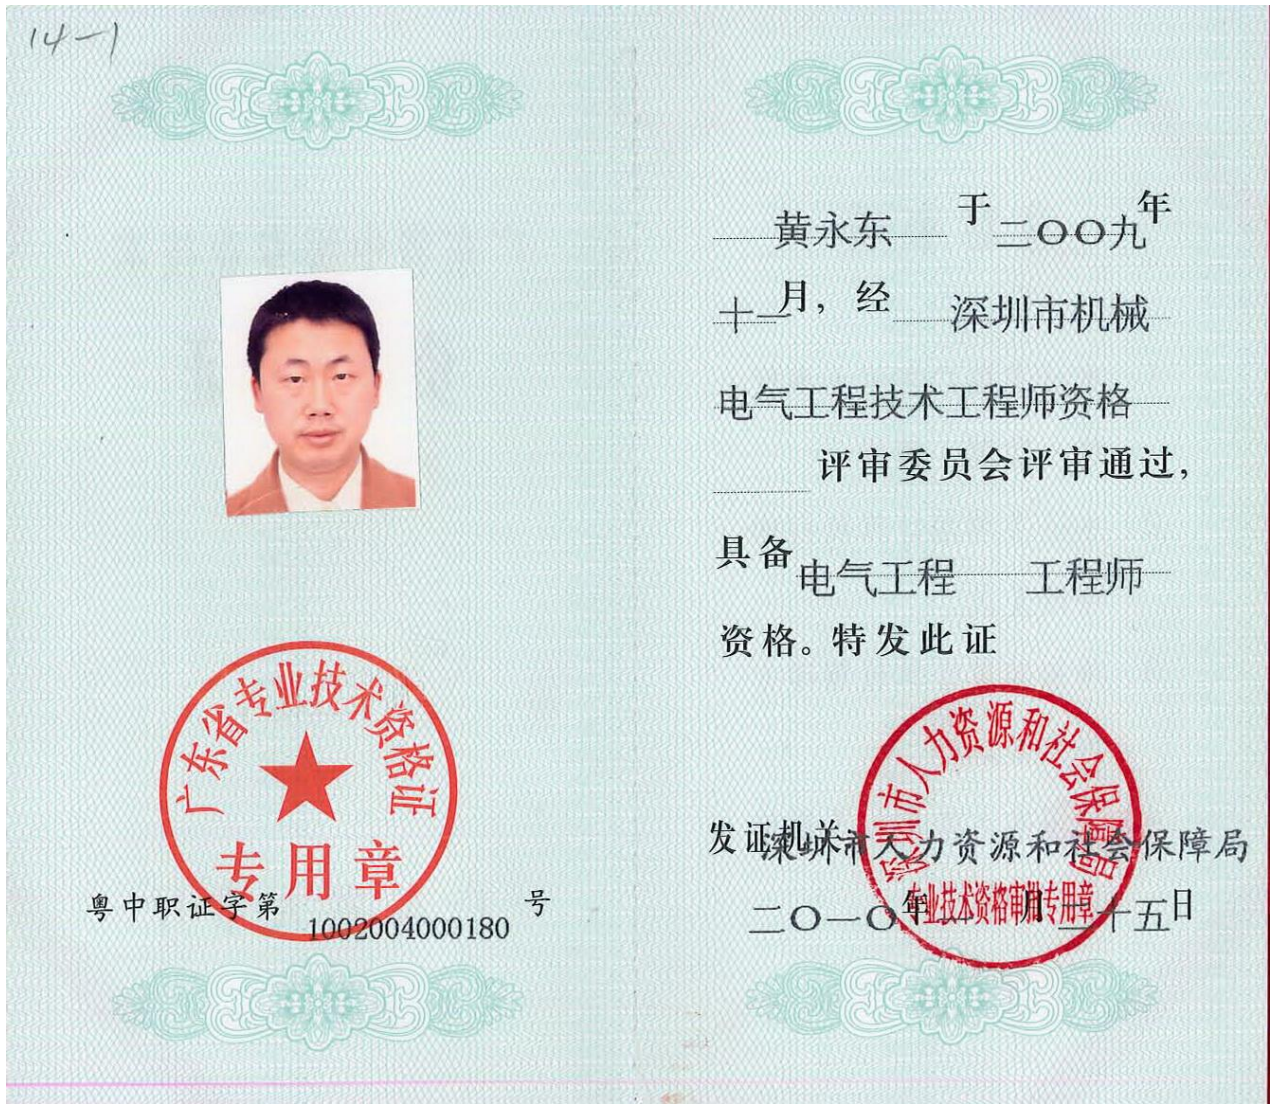 14-1
广东省专业技术资格证
专用章
粤中职证字第 1002004000180 号
黄永东 于 二〇〇九 年
十一 月，经 深圳市机械
电气工程技术工程师资格
评审委员会评审通过，
具备 电气工程 工程师
资格。特发此证
深圳市人力资源和社会保障局
专业技术资格审批专用章
发证机关 深圳市人力资源和社会保障局
二〇一〇 年 月 二十五 日